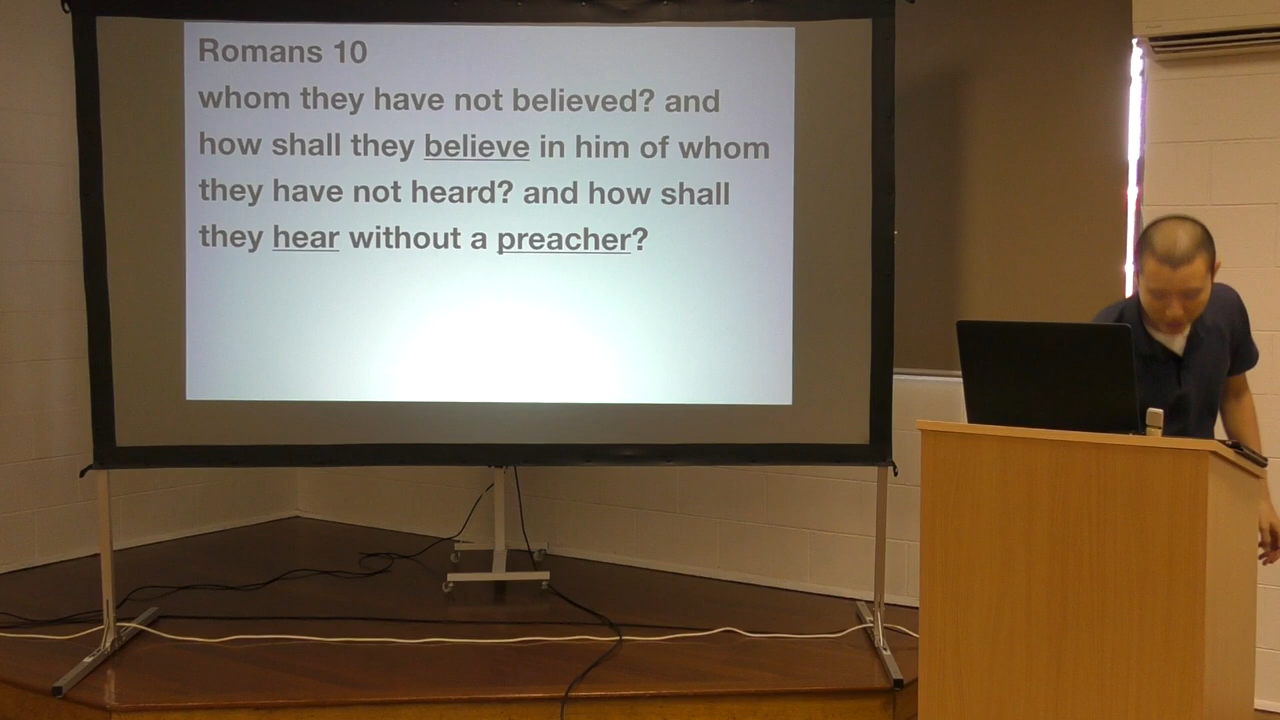 Romans 10
whom they have not believed? and
how shall they believe in him of whom
they have not heard? and how shall
they hear without a preacher?